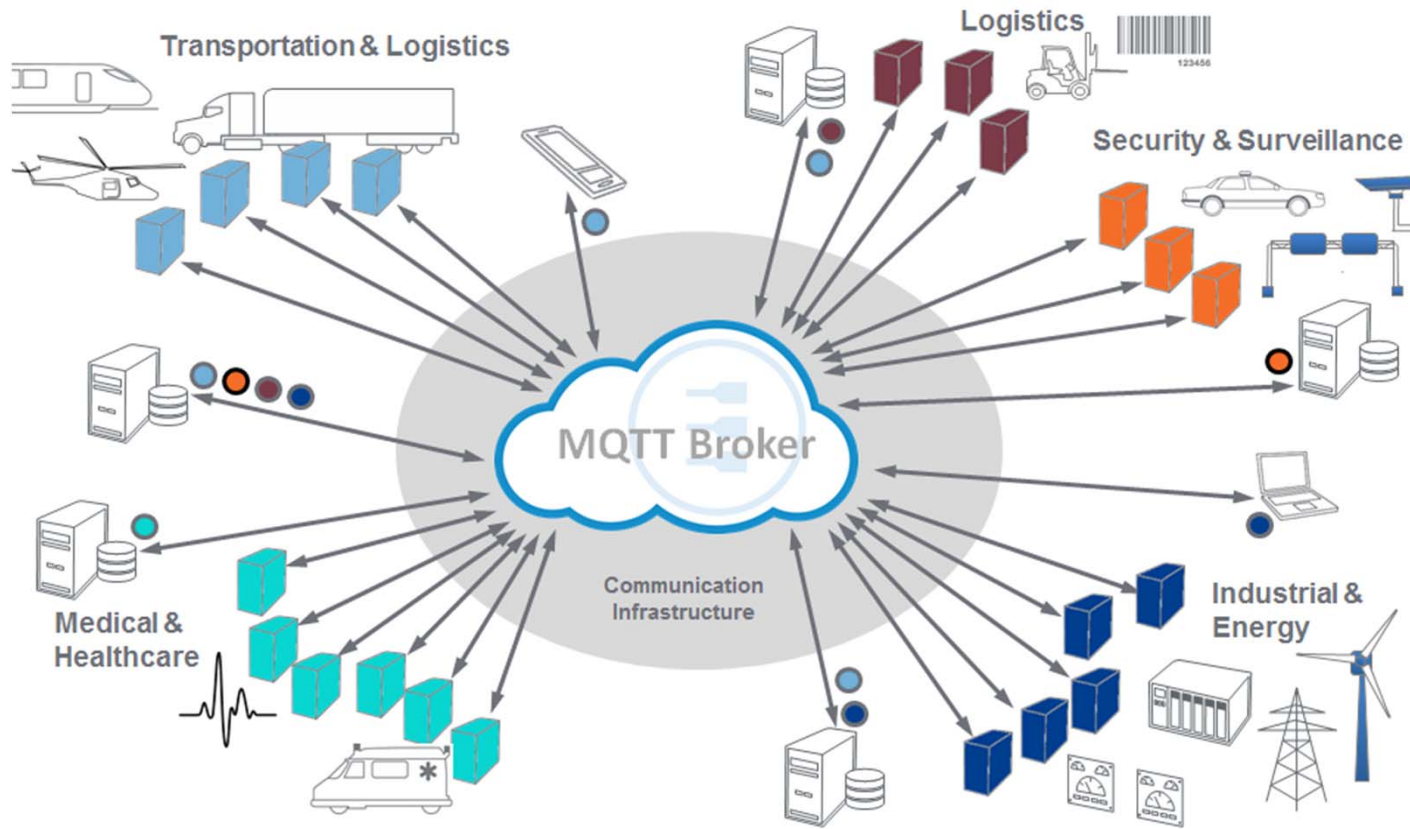 Transportation & Logistics
Logistics
123456
Security & Surveillance
MQTT Broker
Communication
Infrastructure
Medical &
Healthcare
Industrial &
Energy